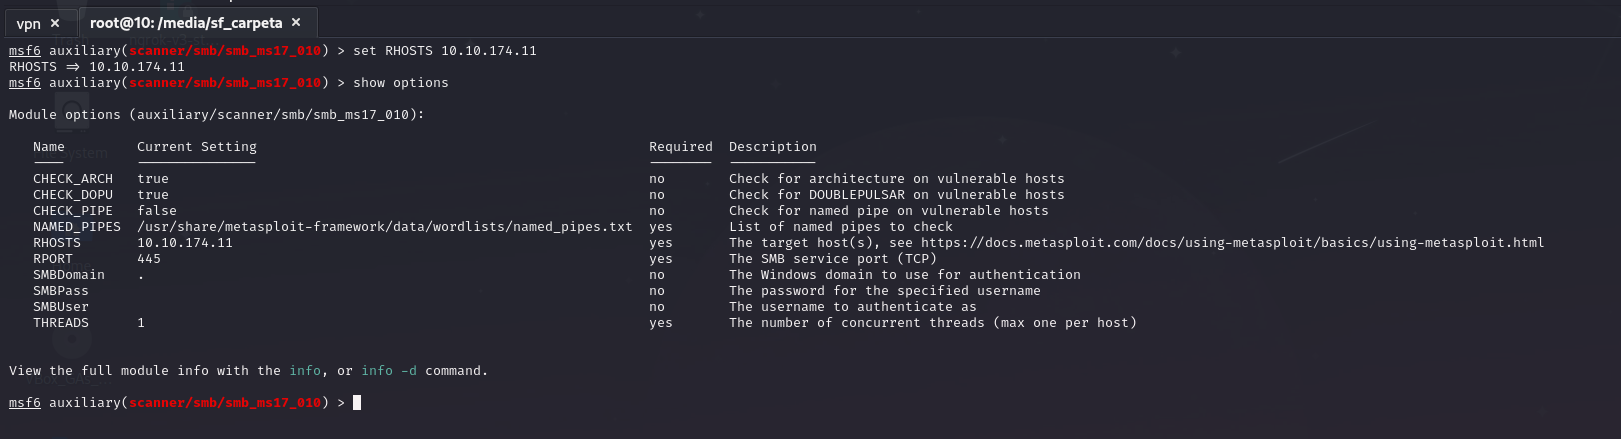 vpn × root@10: /media/sf_carpeta ×
msf6 auxiliary(scanner/smb/smb_ms17_010) > set RHOSTS 10.10.174.11
RHOSTS ⇒ 10.10.174.11
msf6 auxiliary(scanner/smb/smb_ms17_010) > show options
Module options (auxiliary/scanner/smb/smb_ms17_010):
Name Current Setting Required Description
CHECK_ARCH true no Check for architecture on vulnerable hosts
CHECK_DOPU true no Check for DOUBLEPULSAR on vulnerable hosts
CHECK_PIPE false no Check for named pipe on vulnerable hosts
NAMED_PIPES /usr/share/metasploit-framework/data/wordlists/named_pipes.txt yes List of named pipes to check
RHOSTS 10.10.174.11 yes The target host(s), see https://docs.metasploit.com/docs/using-metasploit/basics/using-metasploit.html
RPORT 445 yes The SMB service port (TCP)
SMBDomain . no The Windows domain to use for authentication
SMBPass no The password for the specified username
SMBUser no The username to authenticate as
THREADS 1 yes The number of concurrent threads (max one per host)
View the full module info with the info, or info -d command.
msf6 auxiliary(scanner/smb/smb_ms17_010) >